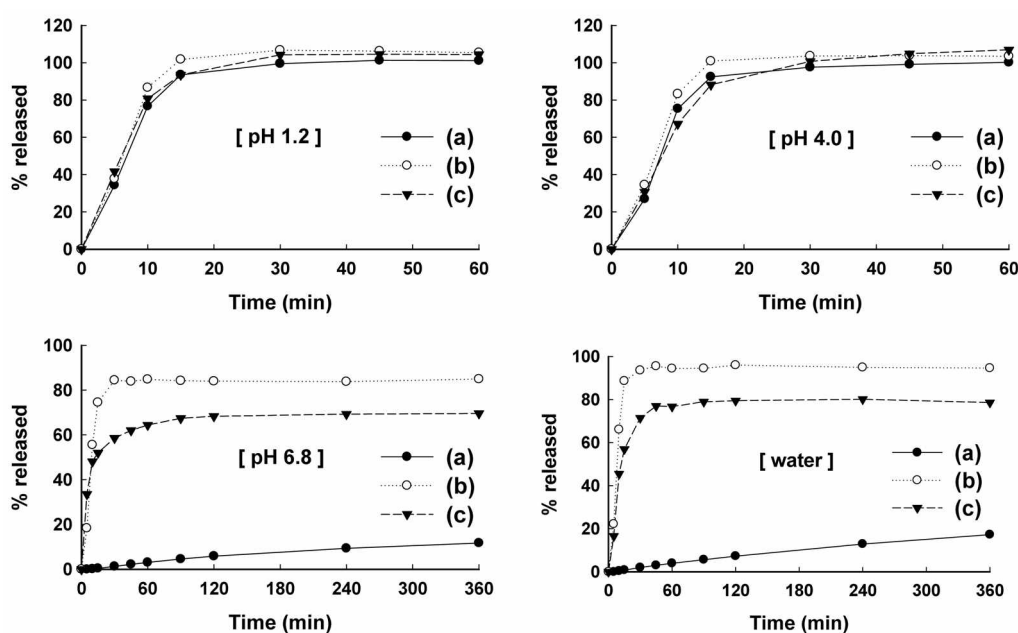 120
100
80
60
40
20
0
% released
[ pH 1.2 ]
(a)
(b)
(c)
0 10 20 30 40 50 60
Time (min)
120
100
80
60
40
20
0
% released
[ pH 4.0 ]
(a)
(b)
(c)
0 10 20 30 40 50 60
Time (min)
100
80
60
40
20
0
% released
[ pH 6.8 ]
(a)
(b)
(c)
0 60 120 180 240 300 360
Time (min)
100
80
60
40
20
0
% released
[ water ]
(a)
(b)
(c)
0 60 120 180 240 300 360
Time (min)